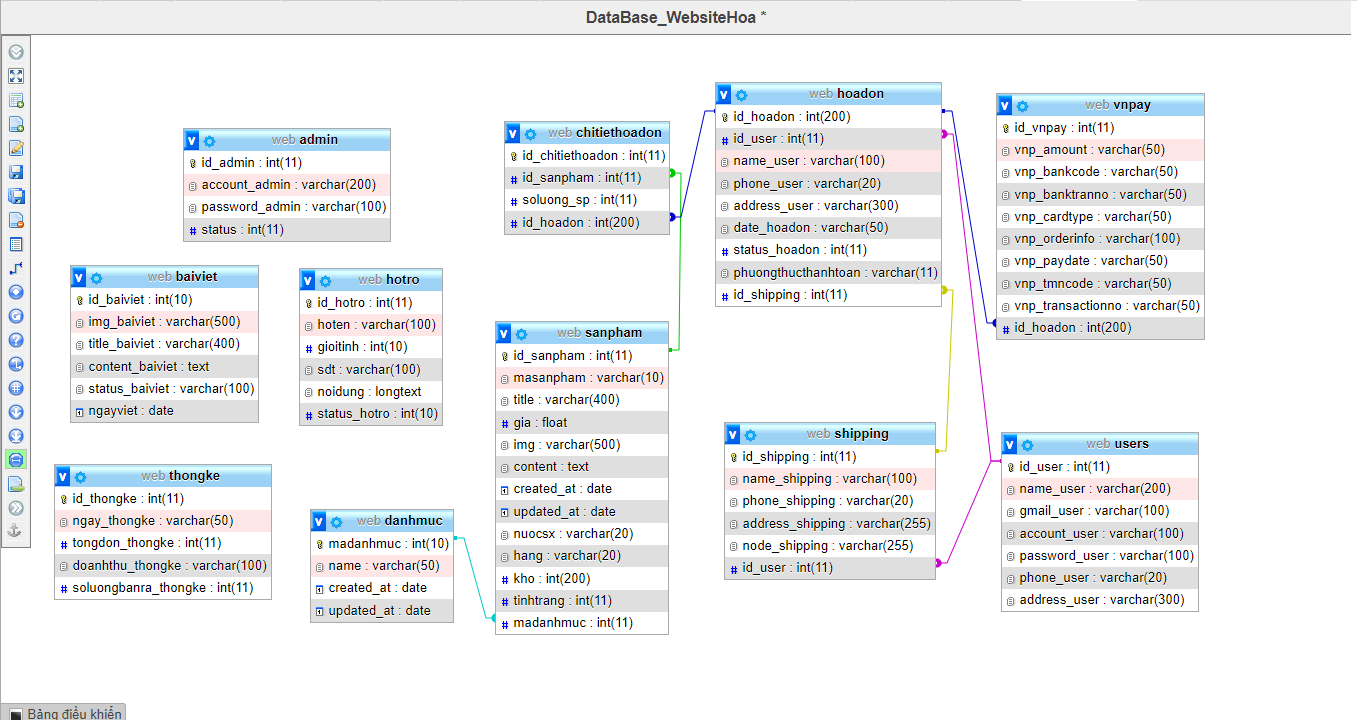 DataBase_WebsiteHoa *
web admin
id_admin : int(11)
account_admin : varchar(200)
password_admin : varchar(100)
status : int(11)
web chitiethoadon
id_chitiethoadon : int(11)
id_sanpham : int(11)
soluong_sp : int(11)
id_hoadon : int(200)
web hoadon
id_hoadon : int(200)
id_user : int(11)
name_user : varchar(100)
phone_user : varchar(20)
address_user : varchar(300)
date_hoadon : varchar(50)
status_hoadon : int(11)
phuongthucthanhtoan : varchar(11)
id_shipping : int(11)
web vnpay
id_vnpay : int(11)
vnp_amount : varchar(50)
vnp_bankcode : varchar(50)
vnp_banktranno : varchar(50)
vnp_cardtype : varchar(50)
vnp_orderinfo : varchar(100)
vnp_paydate : varchar(50)
vnp_tmncode : varchar(50)
vnp_transactionno : varchar(50)
id_hoadon : int(200)
web baiviet
id_baiviet : int(10)
img_baiviet : varchar(500)
title_baiviet : varchar(400)
content_baiviet : text
status_baiviet : varchar(100)
ngayviet : date
web hotro
id_hotro : int(11)
hoten : varchar(100)
gioitinh : int(10)
sdt : varchar(100)
noidung : longtext
status_hotro : int(10)
web sanpham
id_sanpham : int(11)
masanpham : varchar(10)
title : varchar(400)
gia : float
img : varchar(500)
content : text
created_at : date
updated_at : date
nuocsx : varchar(20)
hang : varchar(20)
kho : int(200)
tinhtrang : int(11)
madanhmuc : int(11)
web shipping
id_shipping : int(11)
name_shipping : varchar(100)
phone_shipping : varchar(20)
address_shipping : varchar(255)
node_shipping : varchar(255)
id_user : int(11)
web users
id_user : int(11)
name_user : varchar(200)
gmail_user : varchar(100)
account_user : varchar(100)
password_user : varchar(100)
phone_user : varchar(20)
address_user : varchar(300)
web thongke
id_thongke : int(11)
ngay_thongke : varchar(50)
tongdon_thongke : int(11)
doanhthu_thongke : varchar(100)
soluongbanra_thongke : int(11)
web danhmuc
madanhmuc : int(10)
name : varchar(50)
created_at : date
updated_at : date
Bảng điều khiển